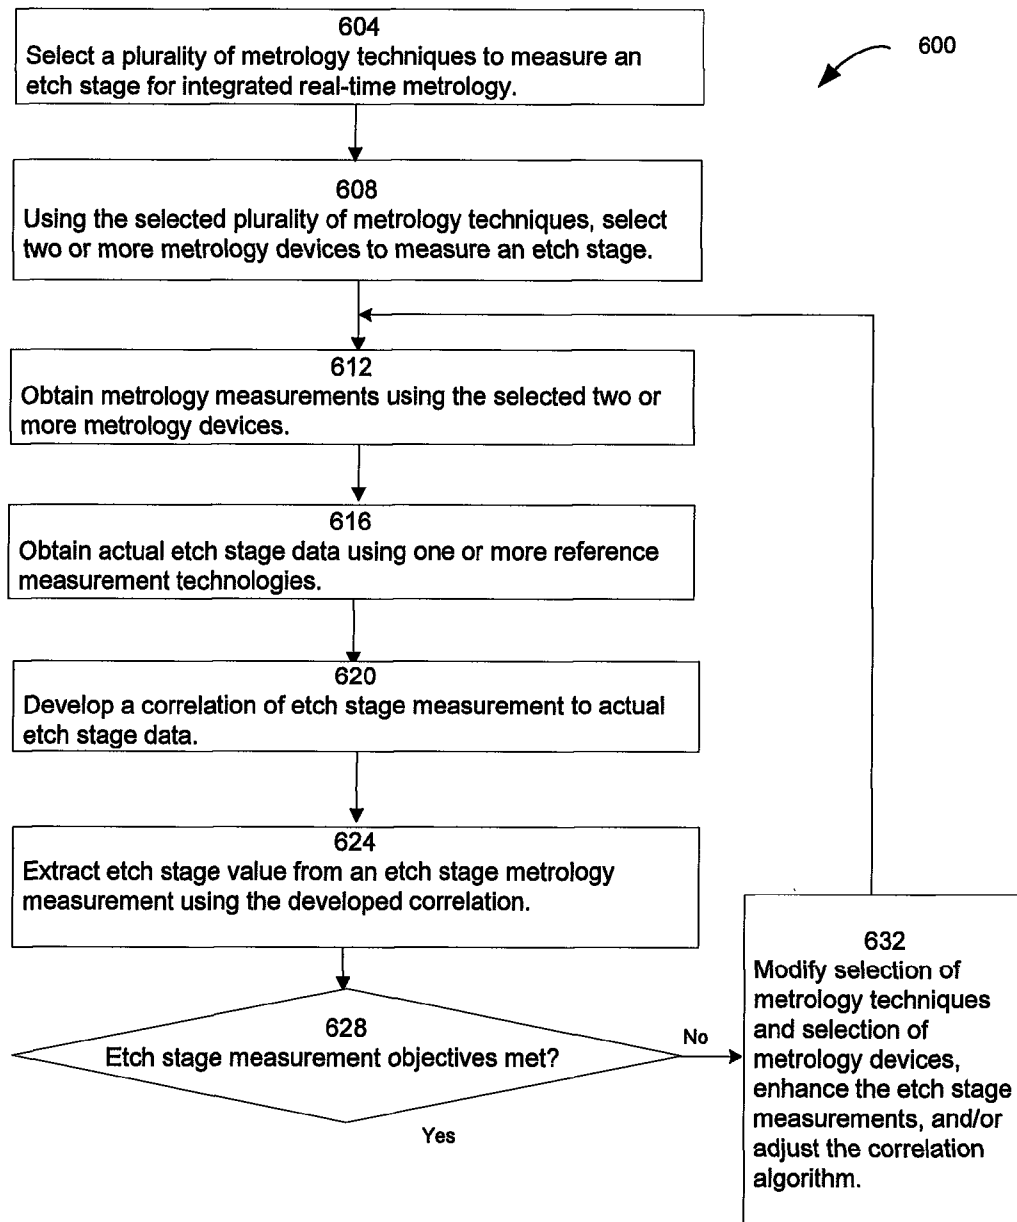 600
604
Select a plurality of metrology techniques to measure an
etch stage for integrated real-time metrology.
608
Using the selected plurality of metrology techniques, select
two or more metrology devices to measure an etch stage.
612
Obtain metrology measurements using the selected two or
more metrology devices.
616
Obtain actual etch stage data using one or more reference
measurement technologies.
620
Develop a correlation of etch stage measurement to actual
etch stage data.
624
Extract etch stage value from an etch stage metrology
measurement using the developed correlation.
628
Etch stage measurement objectives met?
No
Yes
632
Modify selection of
metrology techniques
and selection of
metrology devices,
enhance the etch stage
measurements, and/or
adjust the correlation
algorithm.